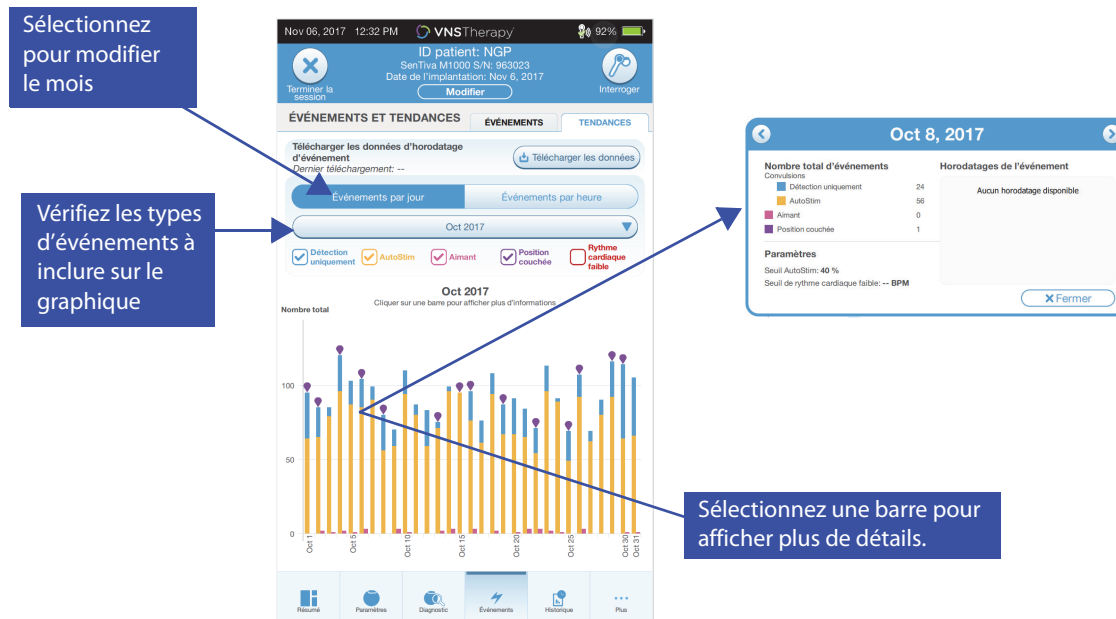 Sélectionnez
pour modifier
le mois
Vérifiez les types
d'événements à
inclure sur le
graphique
Nov 06, 2017 12:32 PM VNSTherapy 92%
ID patient: NGP
SenTiva M1000 S/N: 963023
Date de l'implantation: Nov 6, 2017
Modifier
Terminer la
session
Interroger
ÉVÉNEMENTS ET TENDANCES ÉVÉNEMENTS TENDANCES
Télécharger les données d'horodatage
d'événement
Dernier téléchargement: --
Télécharger les données
Événements par jour Événements par heure
Oct 2017
Détection
uniquement
AutoStim
Aimant
Position
couchée
Rythme
cardiaque
faible
Oct 2017
Cliquer sur une barre pour afficher plus d'informations
Nombre total
100
50
0
Oct 1 Oct 5 Oct 10 Oct 15 Oct 20 Oct 25 Oct 30 Oct 31
Résumé Paramètres Diagnostic Événements Historique Plus
Oct 8, 2017
Nombre total d'événements
Convulsions
Détection uniquement 24
AutoStim 56
Aimant 0
Position couchée 1
Paramètres
Seuil AutoStim: 40 %
Seuil de rythme cardiaque faible: -- BPM
Horodatages de l'événement
Aucun horodatage disponible
Fermer
Sélectionnez une barre pour
afficher plus de détails.